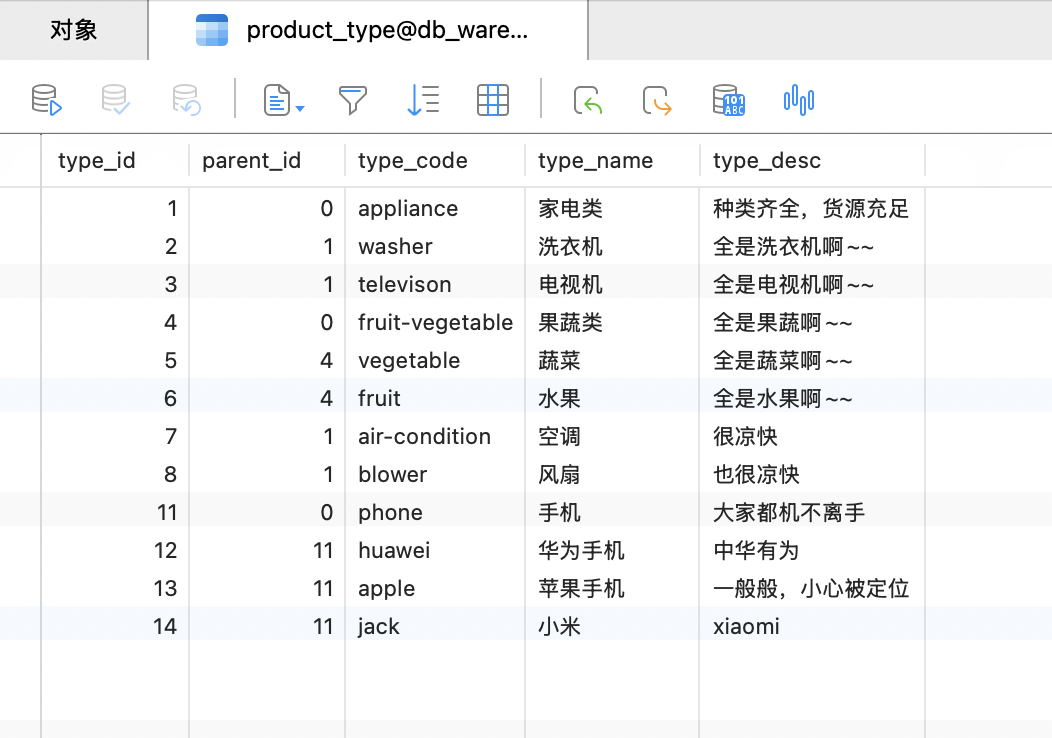 对象 product_type@db_ware...
type_id parent_id type_code type_name type_desc
1 0 appliance 家电类 种类齐全，货源充足
2 1 washer 洗衣机 全是洗衣机啊~~
3 1 televison 电视机 全是电视机啊~~
4 0 fruit-vegetable 果蔬类 全是果蔬啊~~
5 4 vegetable 蔬菜 全是蔬菜啊~~
6 4 fruit 水果 全是水果啊~~
7 1 air-condition 空调 很凉快
8 1 blower 风扇 也很凉快
11 0 phone 手机 大家都机不离手
12 11 huawei 华为手机 中华有为
13 11 apple 苹果手机 一般般，小心被定位
14 11 jack 小米 xiaomi